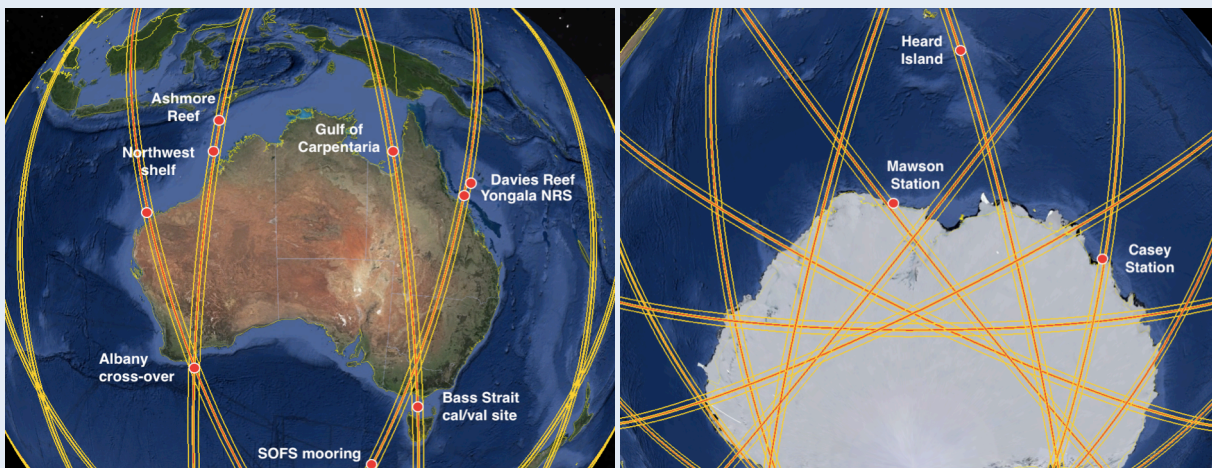 Ashmore
Reef
Northwest
shelf
Gulf of
Carpentaria
Davies Reef
Yongala NRS
Albany
cross-over
Bass Strait
cal/val site
SOFS mooring
Heard
Island
Mawson
Station
Casey
Station